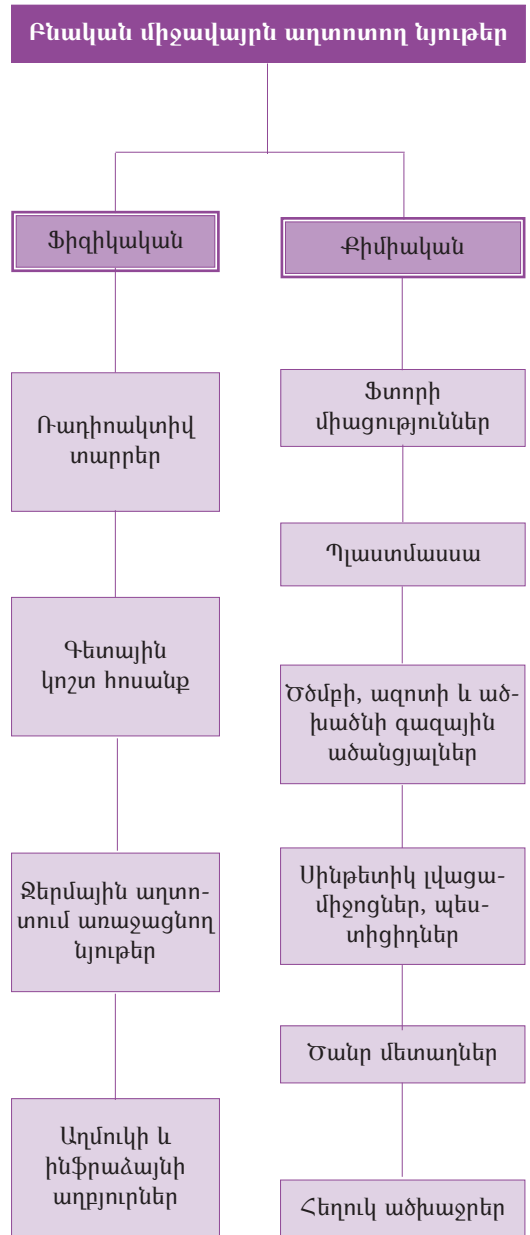 Բնական միջավայրն աղտոտող նյութեր
Ֆիզիկական
Ռադիոակտիվ
տարրեր
Գետային
կոշտ հոսանք
Ջերմային աղտո-
տում առաջացնող
նյութեր
Աղմուկի և
ինֆրաձայնի
աղբյուրներ
Քիմիական
Ֆտորի
միացություններ
Պլաստմասսա
Ծծմբի, ազոտի և ած-
խածնի գազային
ածանցյալներ
Սինթետիկ լվացա-
միջոցներ, պես-
տիցիդներ
Ծանր մետաղներ
Հեղուկ ածխաջրեր